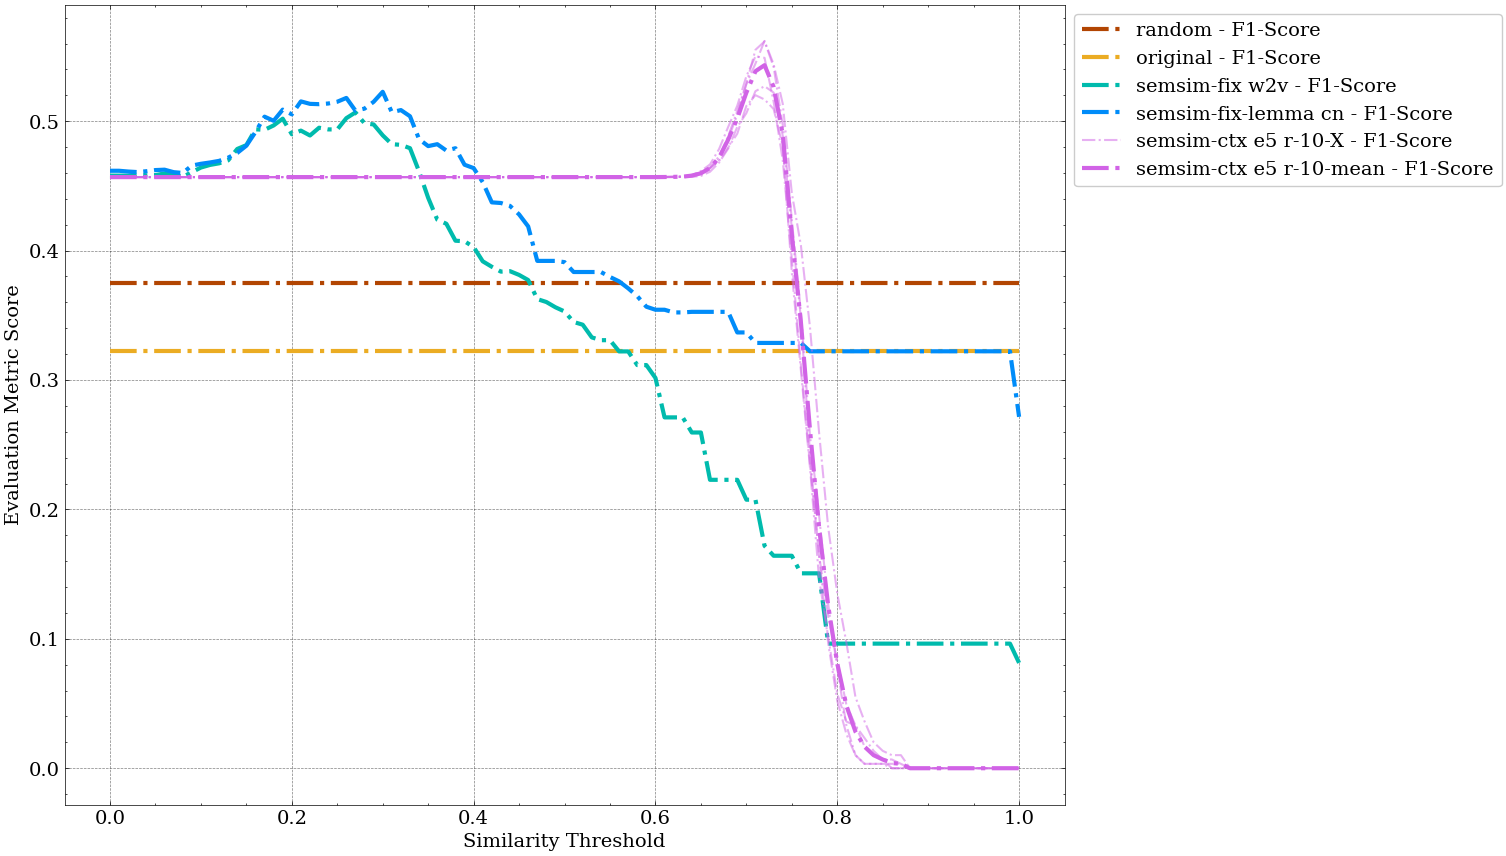 random - F1-Score
original - F1-Score
semsim-fix w2v - F1-Score
semsim-fix-lemma cn - F1-Score
semsim-ctx e5 r-10-X - F1-Score
semsim-ctx e5 r-10-mean - F1-Score
Evaluation Metric Score
0.5
0.4
0.3
0.2
0.1
0.0
0.0 0.2 0.4 0.6 0.8 1.0
Similarity Threshold